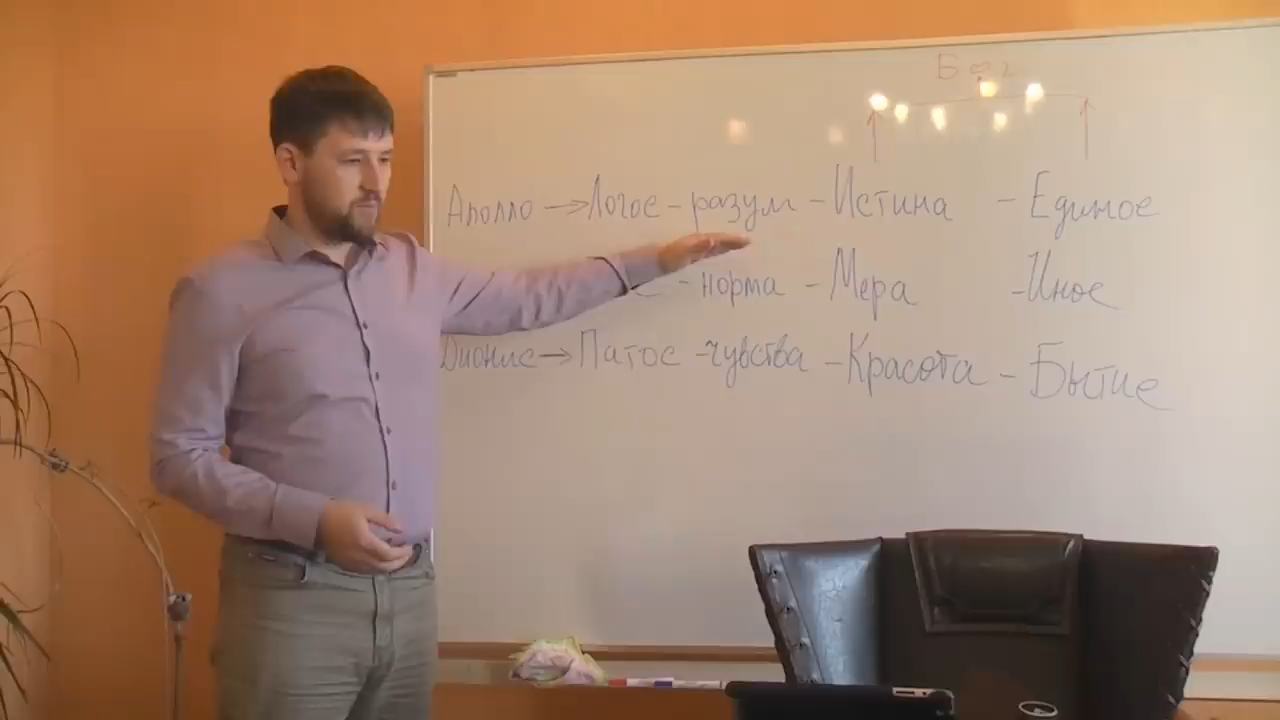 Бог
Аполло → Логос - разум - Истина - Единое
- норма - Мера - Иное
Дионис → Патос - чувства - Красота - Бытие